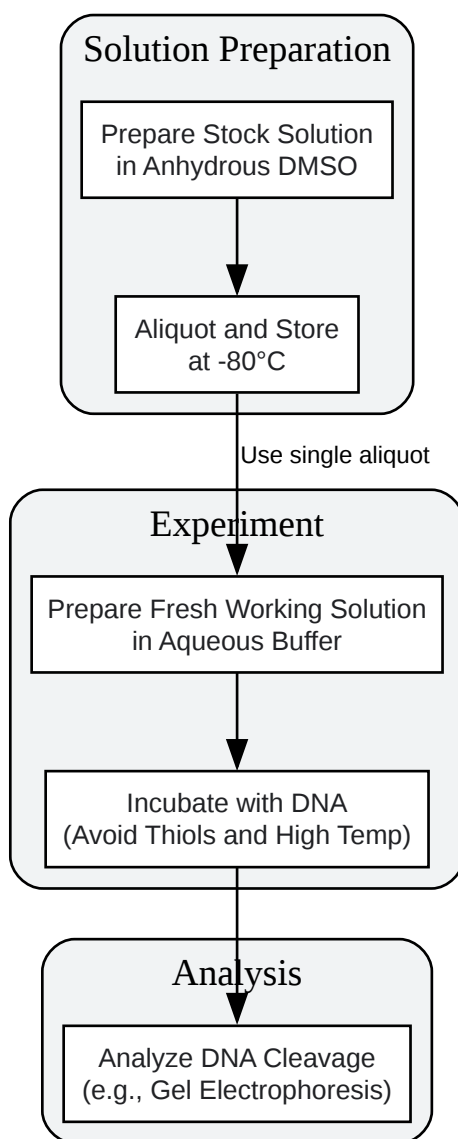 Solution Preparation
Prepare Stock Solution
in Anhydrous DMSO
Aliquot and Store
at -80°C
Use single aliquot
Experiment
Prepare Fresh Working Solution
in Aqueous Buffer
Incubate with DNA
(Avoid Thiols and High Temp)
Analysis
Analyze DNA Cleavage
(e.g., Gel Electrophoresis)